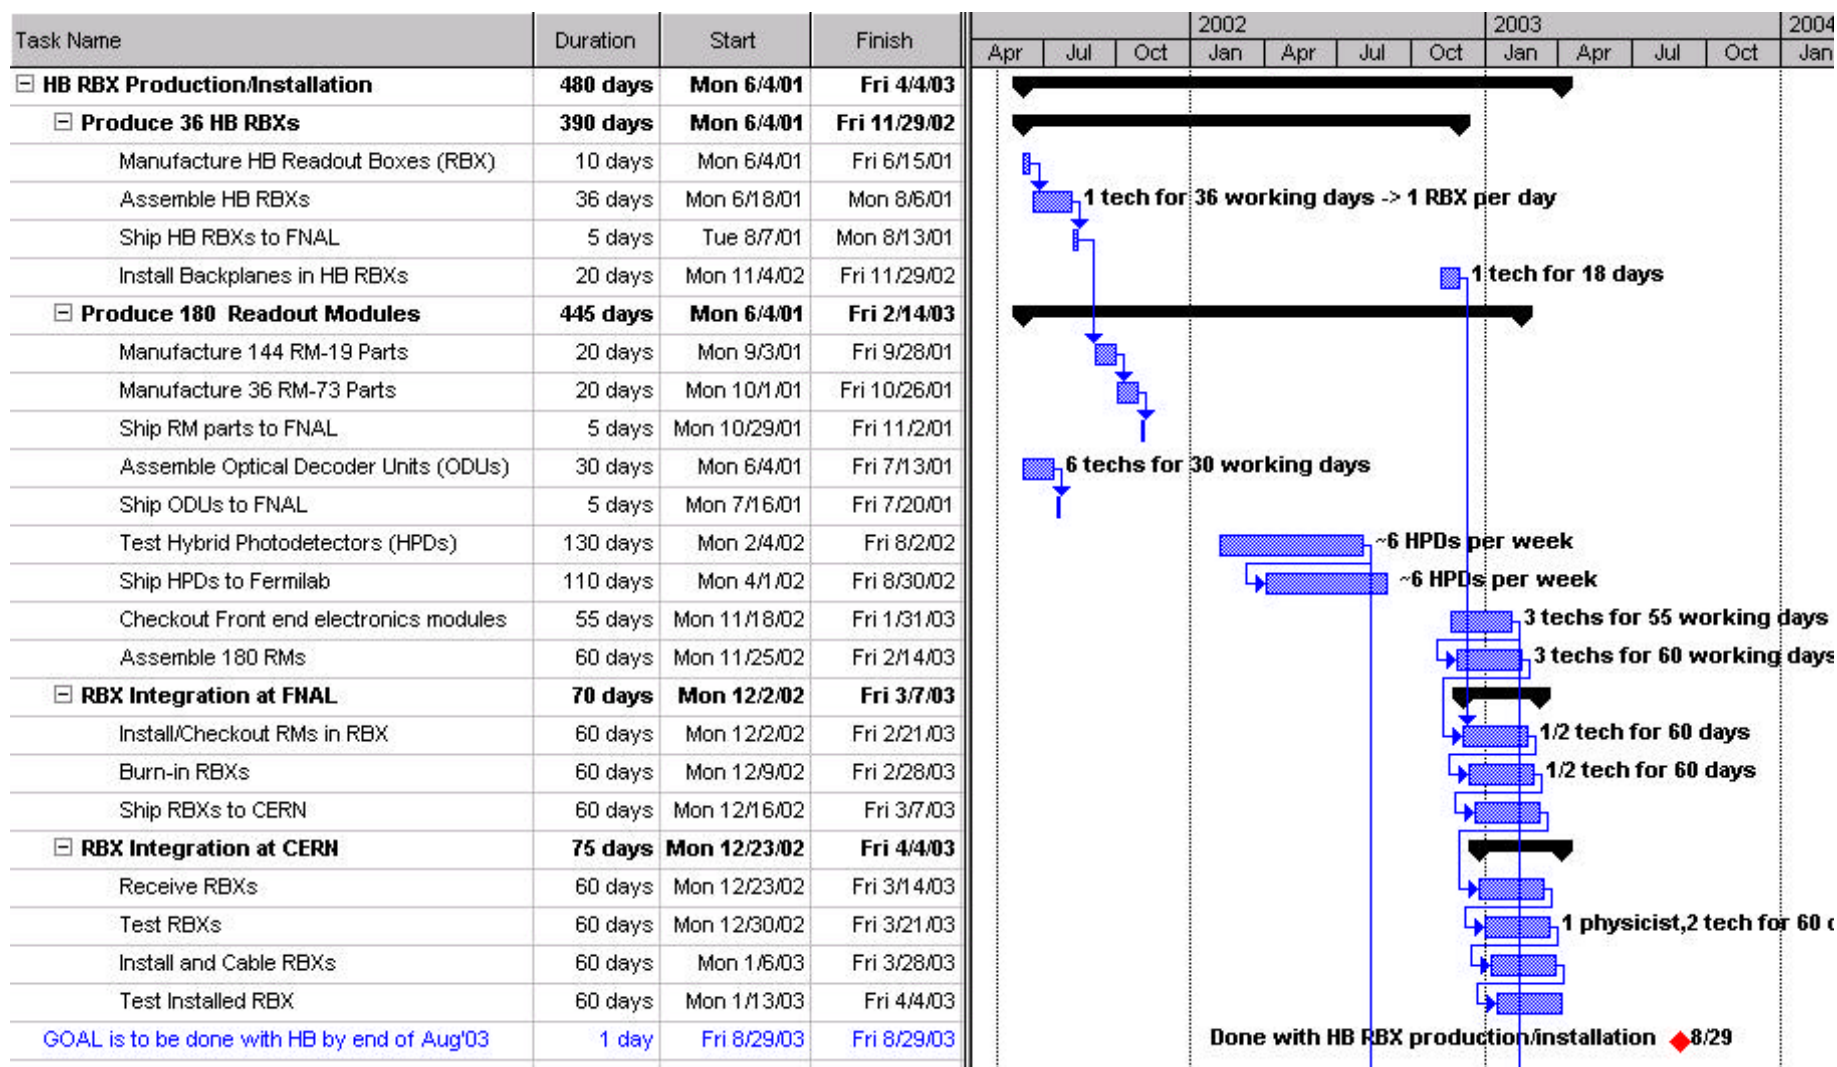 2002 2003 2004
Task Name Duration Start Finish Apr Jul Oct Jan Apr Jul Oct Jan Apr Jul Oct Jan
HB RBX Production/Installation 480 days Mon 6/4/01 Fri 4/4/03
Produce 36 HB RBXs 390 days Mon 6/4/01 Fri 11/29/02
Manufacture HB Readout Boxes (RBX) 10 days Mon 6/4/01 Fri 6/15/01
Assemble HB RBXs 36 days Mon 6/18/01 Mon 8/6/01 1 tech for 36 working days -> 1 RBX per day
Ship HB RBXs to FNAL 5 days Tue 8/7/01 Mon 8/13/01
Install Backplanes in HB RBXs 20 days Mon 11/4/02 Fri 11/29/02 1 tech for 18 days
Produce 180 Readout Modules 445 days Mon 6/4/01 Fri 2/14/03
Manufacture 144 RM-19 Parts 20 days Mon 9/3/01 Fri 9/28/01
Manufacture 36 RM-73 Parts 20 days Mon 10/1/01 Fri 10/26/01
Ship RM parts to FNAL 5 days Mon 10/29/01 Fri 11/2/01
Assemble Optical Decoder Units (ODUs) 30 days Mon 6/4/01 Fri 7/13/01 6 techs for 30 working days
Ship ODUs to FNAL 5 days Mon 7/16/01 Fri 7/20/01
Test Hybrid Photodetectors (HPDs) 130 days Mon 2/4/02 Fri 8/2/02 ~6 HPDs per week
Ship HPDs to Fermilab 110 days Mon 4/1/02 Fri 8/30/02 ~6 HPDs per week
Checkout Front end electronics modules 55 days Mon 11/18/02 Fri 1/31/03 3 techs for 55 working days
Assemble 180 RMs 60 days Mon 11/25/02 Fri 2/14/03 3 techs for 60 working days
RBX Integration at FNAL 70 days Mon 12/2/02 Fri 3/7/03
Install/Checkout RMs in RBX 60 days Mon 12/2/02 Fri 2/21/03 1/2 tech for 60 days
Burn-in RBXs 60 days Mon 12/9/02 Fri 2/28/03 1/2 tech for 60 days
Ship RBXs to CERN 60 days Mon 12/16/02 Fri 3/7/03
RBX Integration at CERN 75 days Mon 12/23/02 Fri 4/4/03
Receive RBXs 60 days Mon 12/23/02 Fri 3/14/03
Test RBXs 60 days Mon 12/30/02 Fri 3/21/03 1 physicist,2 tech for 60
Install and Cable RBXs 60 days Mon 1/6/03 Fri 3/28/03
Test Installed RBX 60 days Mon 1/13/03 Fri 4/4/03
GOAL is to be done with HB by end of Aug'03 1 day Fri 8/29/03 Fri 8/29/03 Done with HB RBX production/installation 8/29